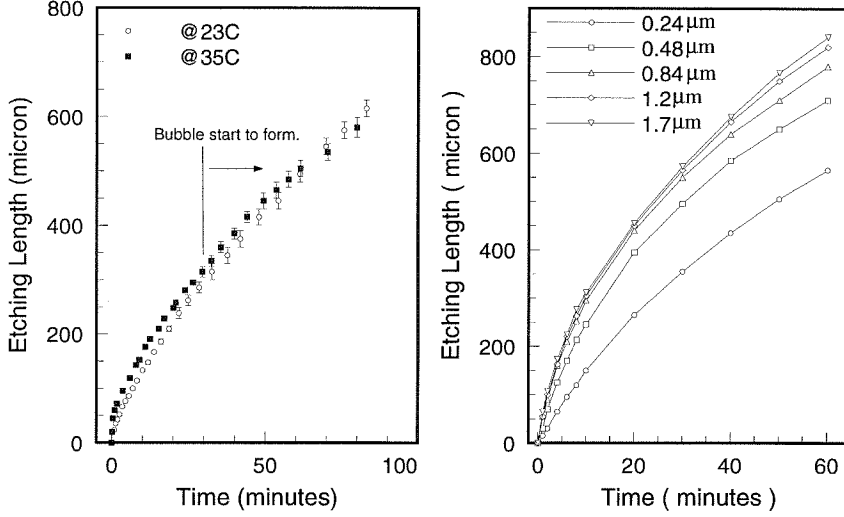 800
600
400
200
0
Etching Length (micron)
@23C
@35C
Bubble start to form.
0
50
100
Time (minutes)
800
600
400
200
0
Etching Length ( micron)
0.24μm
0.48μm
0.84μm
1.2μm
1.7μm
0
20
40
60
Time ( minutes )